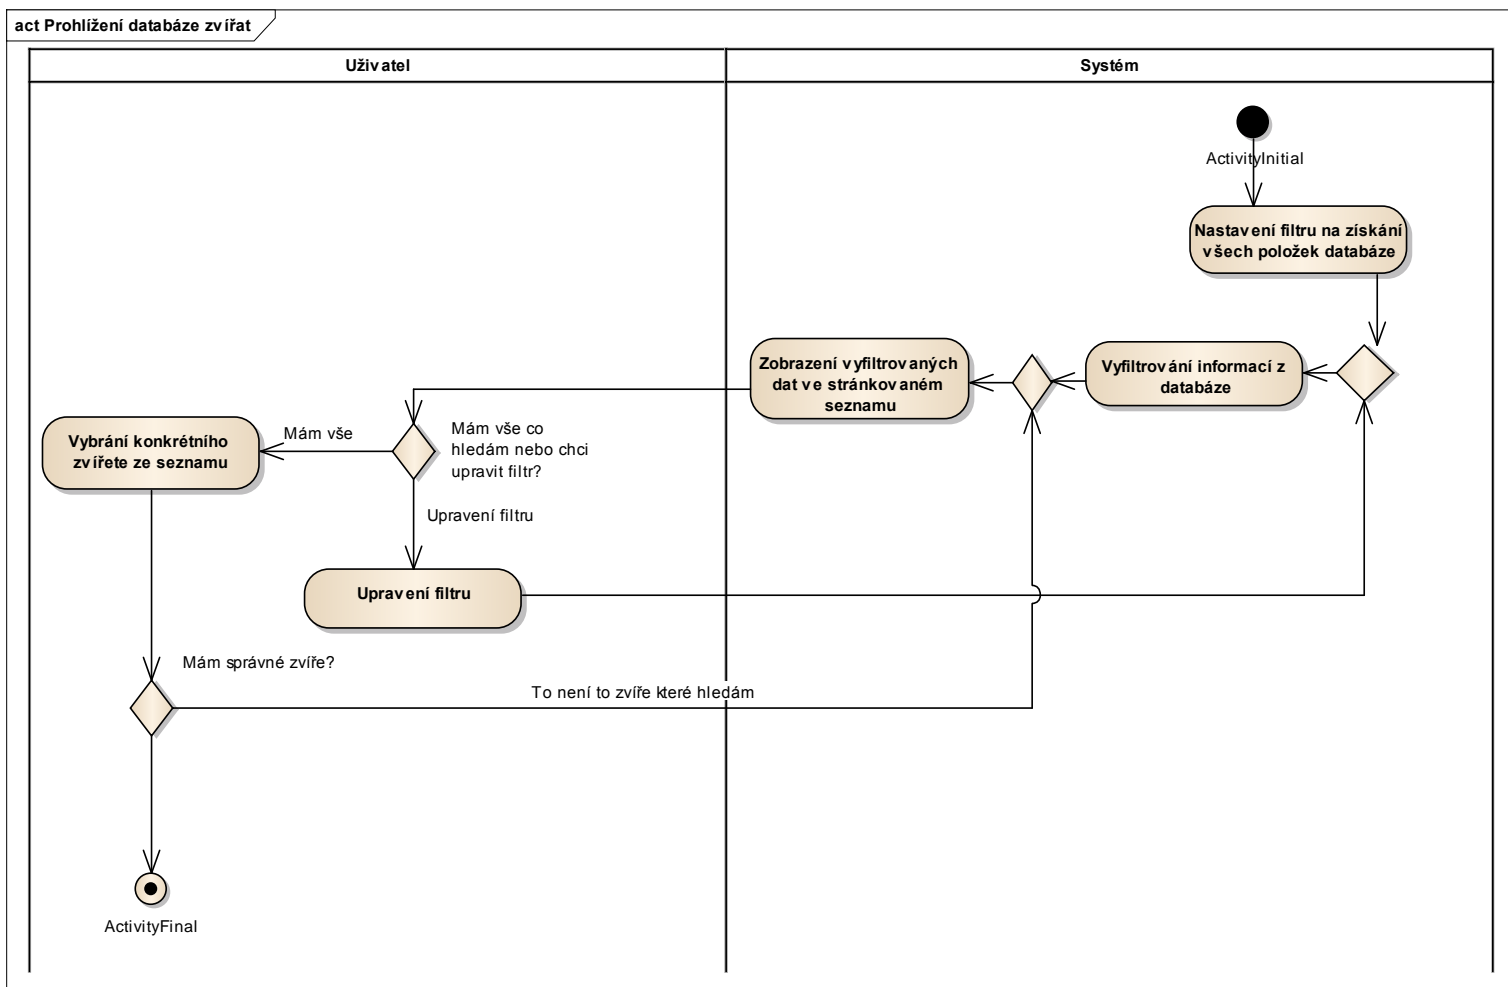 act Prohlížení databáze zvířat
Uživatel
Systém
ActivityInitial
Nastavení filtru na získání
všech položek databáze
Zobrazení vyfiltrovaných
dat ve stránkovaném
seznamu
Vyfiltrování informací z
databáze
Vybrání konkrétního
zvířete ze seznamu
Mám vše
Mám vše co
hledám nebo chci
upravit filtr?
Upravení filtru
Upravení filtru
Mám správné zvíře?
To není to zvíře které hledám
ActivityFinal